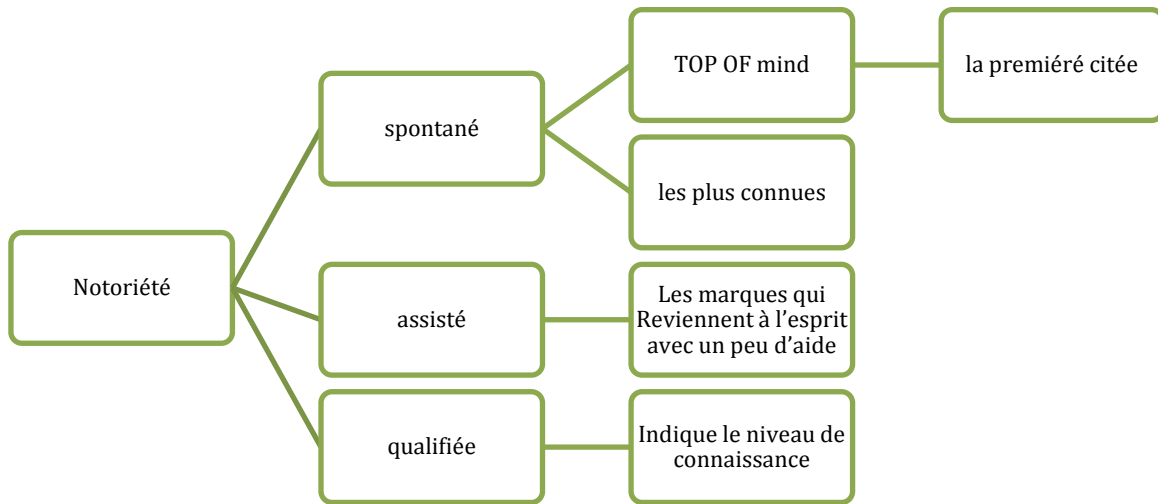 TOP OF mind
la premiéré citée
spontané
les plus connues
Notoriété
assisté
Les marques qui
Reviennent à l’esprit
avec un peu d’aide
qualifiée
Indique le niveau de
connaissance